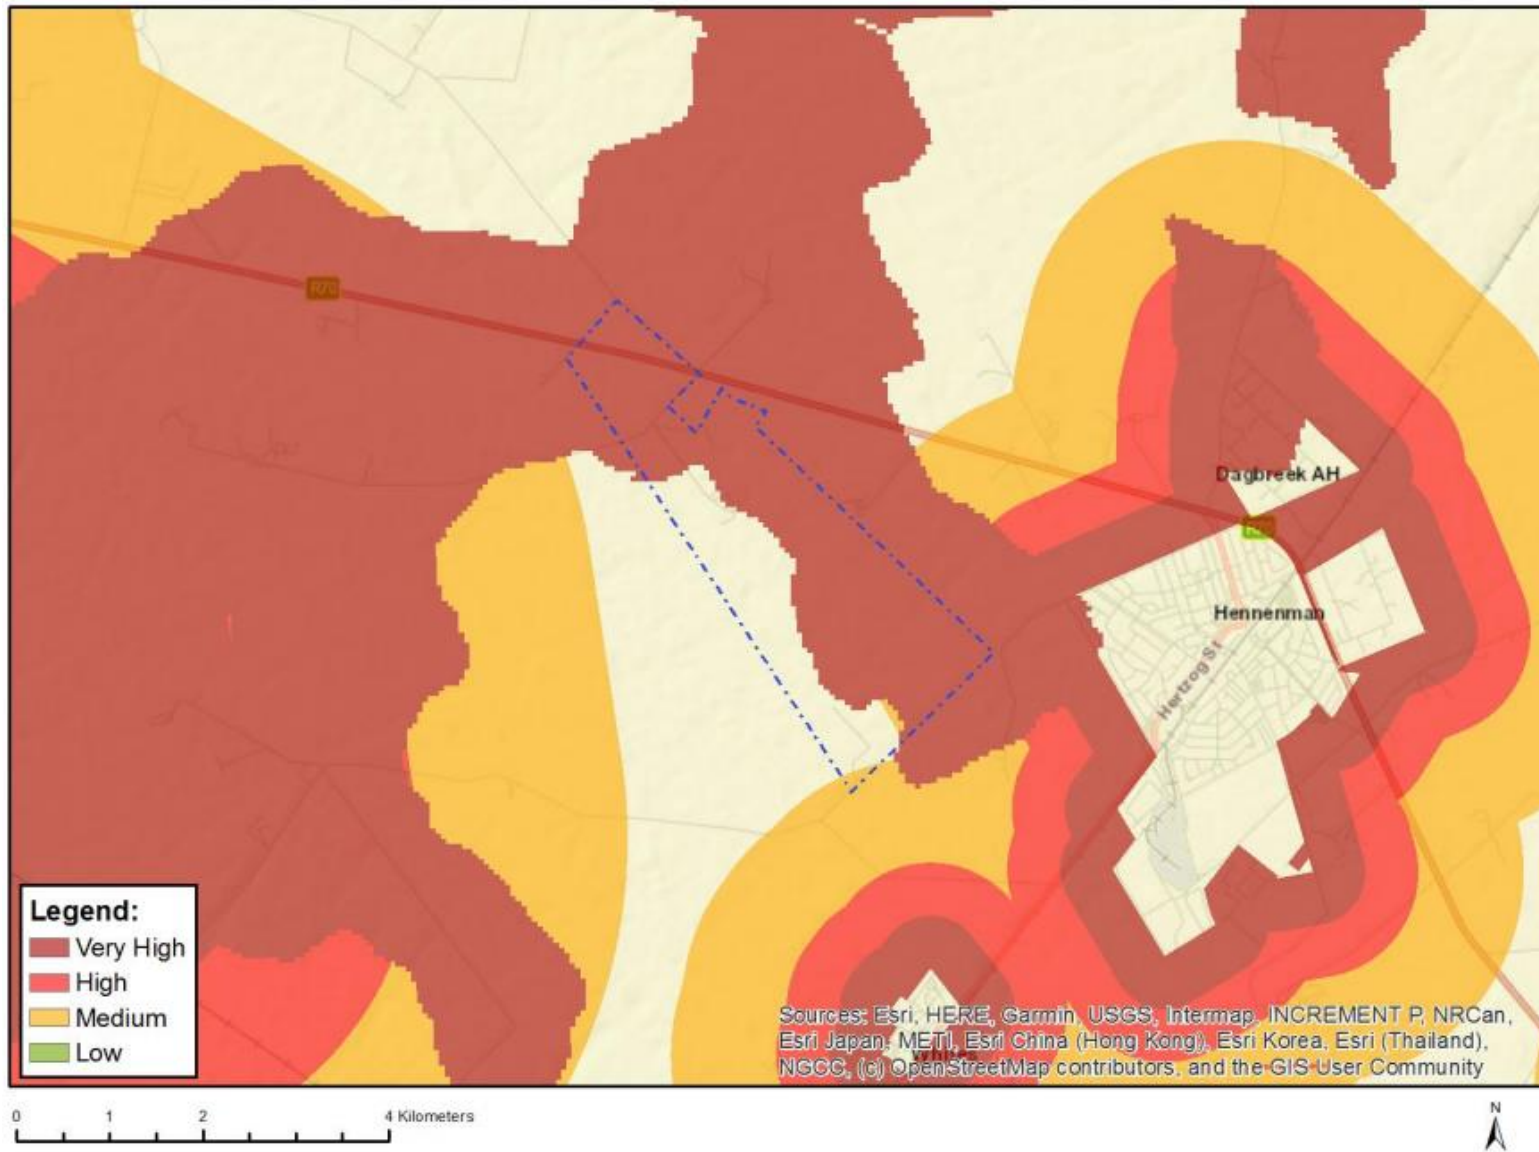 R70
Dagbreek AH
Hennenman
Hertzog St
Legend:
Very High
High
Medium
Low
Sources: Esri, HERE, Garmin, USGS, Intermap, INCREMENT P, NRCan,
Esri Japan, METI, Esri China (Hong Kong), Esri Korea, Esri (Thailand),
NGCC, (c) OpenStreetMap contributors, and the GIS User Community
Whites
0 1 2 4 Kilometers
N